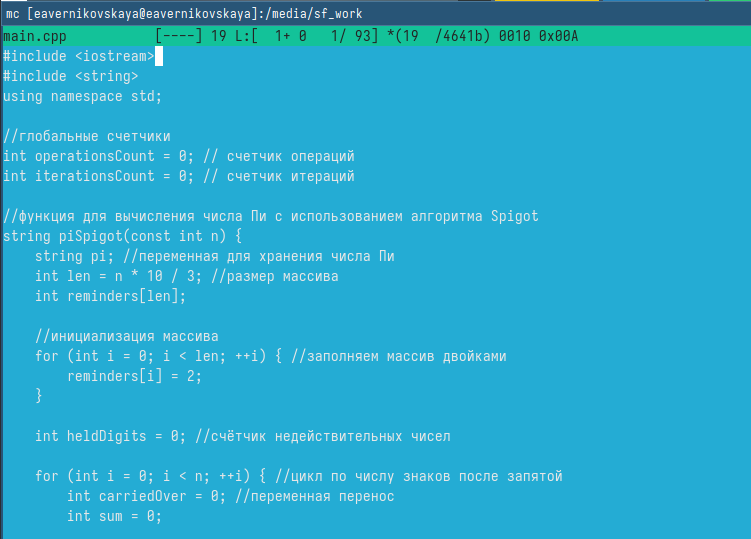 mc [eavernikovskaya@eavernikovskaya]:/media/sf_work
main.cpp [----] 19 L:[ 1+ 0 1/ 93] *(19 /4641b) 0010 0x00A
#include <iostream>
#include <string>
using namespace std;
//глобальные счетчики
int operationsCount = 0; // счетчик операций
int iterationsCount = 0; // счетчик итераций
//функция для вычисления числа Пи с использованием алгоритма Spigot
string piSpigot(const int n) {
string pi; //переменная для хранения числа Пи
int len = n * 10 / 3; //размер массива
int reminders[len];
//инициализация массива
for (int i = 0; i < len; ++i) { //заполняем массив двойками
reminders[i] = 2;
}
int heldDigits = 0; //счётчик недействительных чисел
for (int i = 0; i < n; ++i) { //цикл по числу знаков после запятой
int carriedOver = 0; //переменная перенос
int sum = 0;